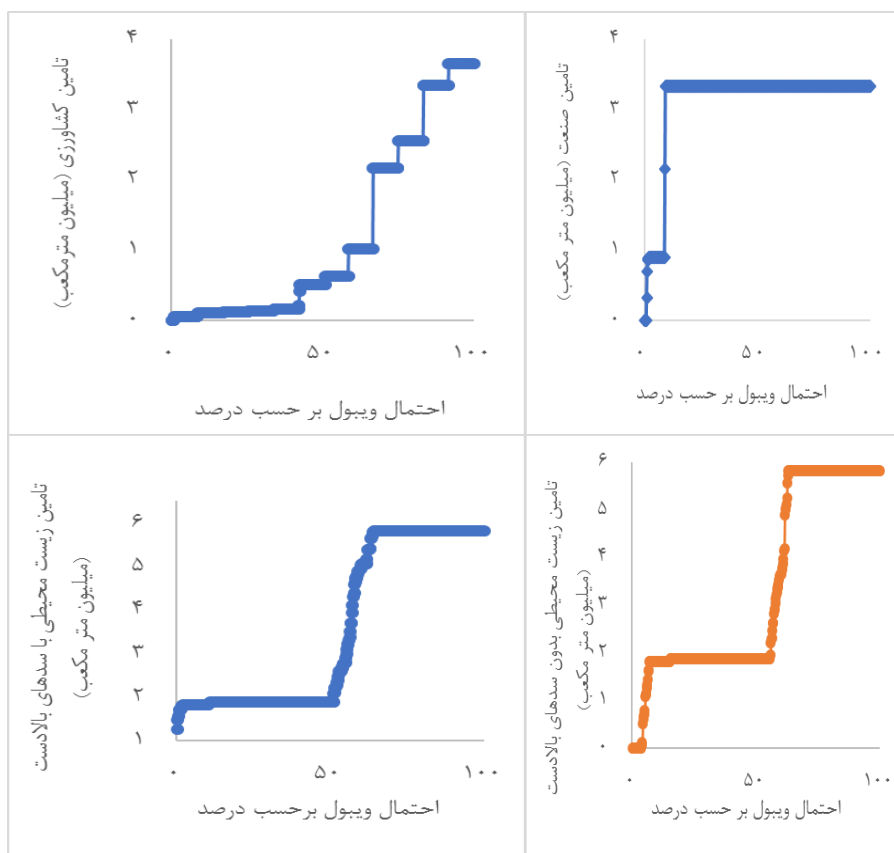 تامین کشاورزی (میلیون مترمکعب)
۴
۳
۲
۱
۰
۰ ۵۰ ۱۰۰
احتمال ویبول بر حسب درصد
تامین صنعت (میلیون متر مکعب)
۴
۳
۲
۱
۰
۰ ۵۰ ۱۰۰
احتمال ویبول بر حسب درصد
تامین زیست محیطی با سدهای بالادست
(میلیون متر مکعب)
۶
۵
۴
۳
۲
۱
۰ ۵۰ ۱۰۰
احتمال ویبول برحسب درصد
تامین زیست محیطی بدون سدهای بالادست
(میلیون متر مکعب)
۶
۵
۴
۳
۲
۱
۰
۰ ۵۰ ۱۰۰
احتمال ویبول بر حسب درصد